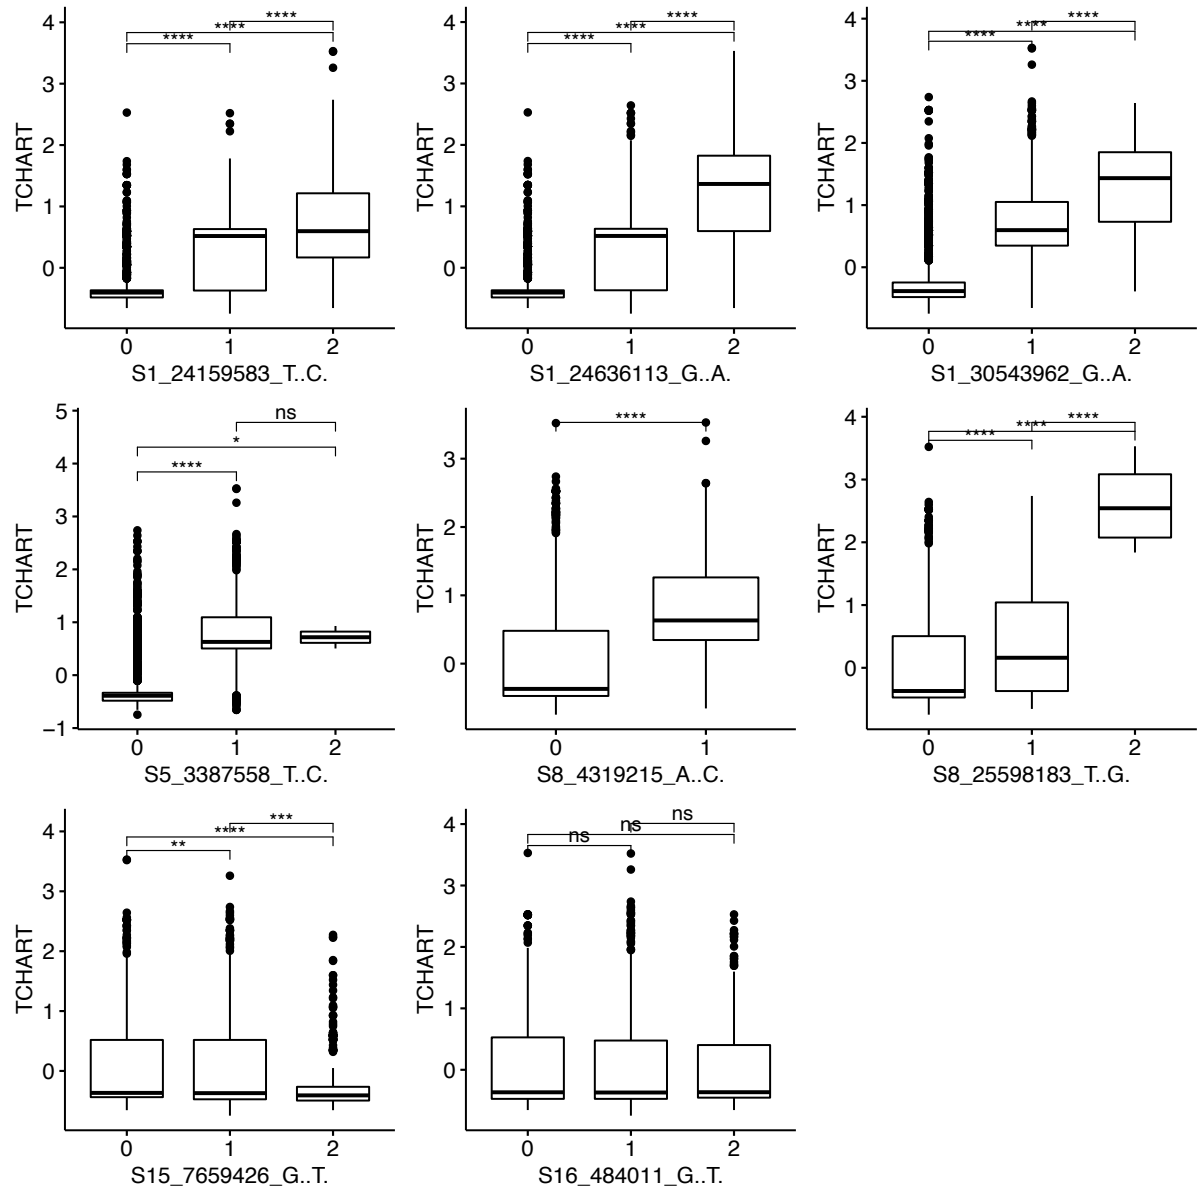 4
3
2
1
0
TCHART
****
****
****
0 1 2
S1_24159583_T..C.
4
3
2
1
0
TCHART
****
****
****
0 1 2
S1_24636113_G..A.
4
3
2
1
0
TCHART
****
****
****
0 1 2
S1_30543962_G..A.
5
4
3
2
1
0
−1
TCHART
ns
*
****
0 1 2
S5_3387558_T..C.
3
2
1
0
TCHART
****
0 1
S8_4319215_A..C.
4
3
2
1
0
TCHART
****
****
****
0 1 2
S8_25598183_T..G.
4
3
2
1
0
TCHART
***
****
**
0 1 2
S15_7659426_G..T.
4
3
2
1
0
TCHART
ns
ns
ns
0 1 2
S16_484011_G..T.